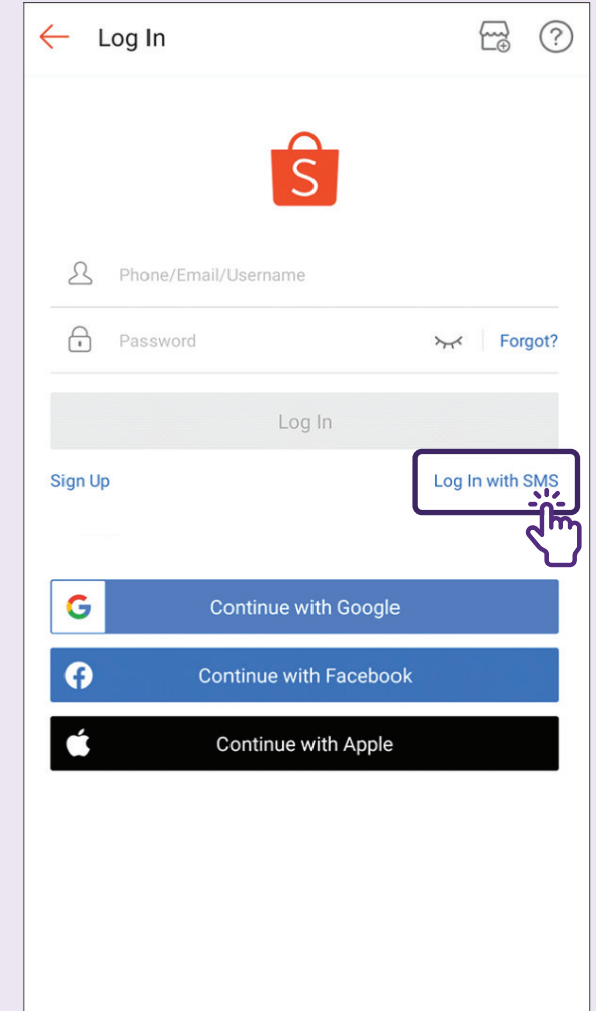 Log In
S
Phone/Email/Username
Password Forgot?
Log In
Sign Up Log In with SMS
G
Continue with Google
f
Continue with Facebook
Continue with Apple